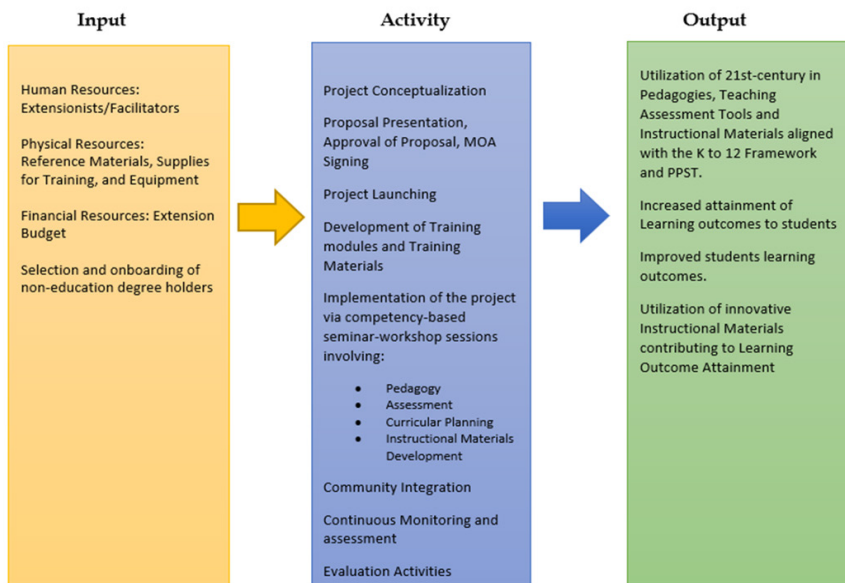 Input
Human Resources:
Extensionists/Facilitators
Physical Resources:
Reference Materials, Supplies
for Training, and Equipment
Financial Resources: Extension
Budget
Selection and onboarding of
non-education degree holders
Activity
Project Conceptualization
Proposal Presentation,
Approval of Proposal, MOA
Signing
Project Launching
Development of Training
modules and Training
Materials
Implementation of the project
via competency-based
seminar-workshop sessions
involving:
• Pedagogy
• Assessment
• Curricular Planning
• Instructional Materials
Development
Community Integration
Continuous Monitoring and
assessment
Evaluation Activities
Output
Utilization of 21st-century in
Pedagogies, Teaching
Assessment Tools and
Instructional Materials aligned
with the K to 12 Framework
and PPST.
Increased attainment of
Learning outcomes to students
Improved students learning
outcomes.
Utilization of innovative
Instructional Materials
contributing to Learning
Outcome Attainment